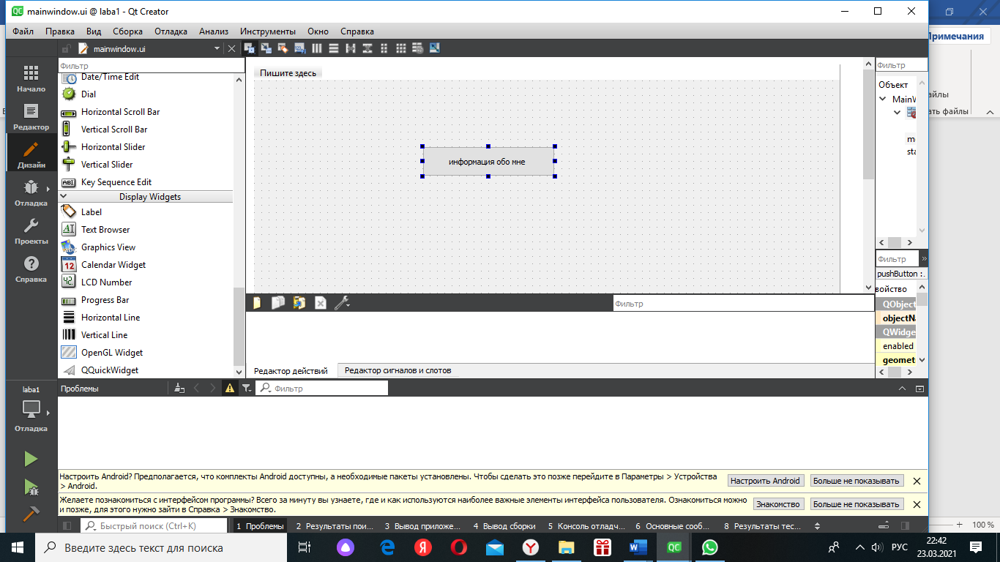 mainwindow.ui @ laba1 - Qt Creator
Файл Правка Вид Сборка Отладка Анализ Инструменты Окно Справка
Примечания
mainwindow.ui
Фильтр
Date/Time Edit
Dial
Horizontal Scroll Bar
Vertical Scroll Bar
Horizontal Slider
Vertical Slider
Key Sequence Edit
Display Widgets
Label
Text Browser
Graphics View
Calendar Widget
LCD Number
Progress Bar
Horizontal Line
Vertical Line
OpenGL Widget
QQuickWidget
Начало
Редактор
Дизайн
Отладка
Проекты
Справка
laba1
Отладка
Пишите здесь
информация обо мне
Фильтр
Редактор действий Редактор сигналов и слотов
Фильтр
Объект
MainW
m
sta
Фильтр
pushButton :.
войство
QObject
objectNa
QWidge
enabled
geomet
айлы
ать файлы
Проблемы Фильтр
Настроить Android? Предполагается, что комплекты Android доступны, а необходимые пакеты установлены. Чтобы сделать это позже перейдите в Параметры > Устройства
> Android.
Настроить Android Больше не показывать
Желаете познакомиться с интерфейсом программы? Всего за минуту вы узнаете, где и как используются наиболее важные элементы интерфейса пользователя. Ознакомиться можно
и позже, для этого нужно зайти в Справка > Знакомство.
Знакомство Больше не показывать
Быстрый поиск (Ctrl+K) 1 Проблемы 2 Результаты пои... 3 Вывод приложе... 4 Вывод сборки 5 Консоль отладч... 6 Основные сооб... 8 Результаты тес...
100 %
Введите здесь текст для поиска
РУС
22:42
23.03.2021